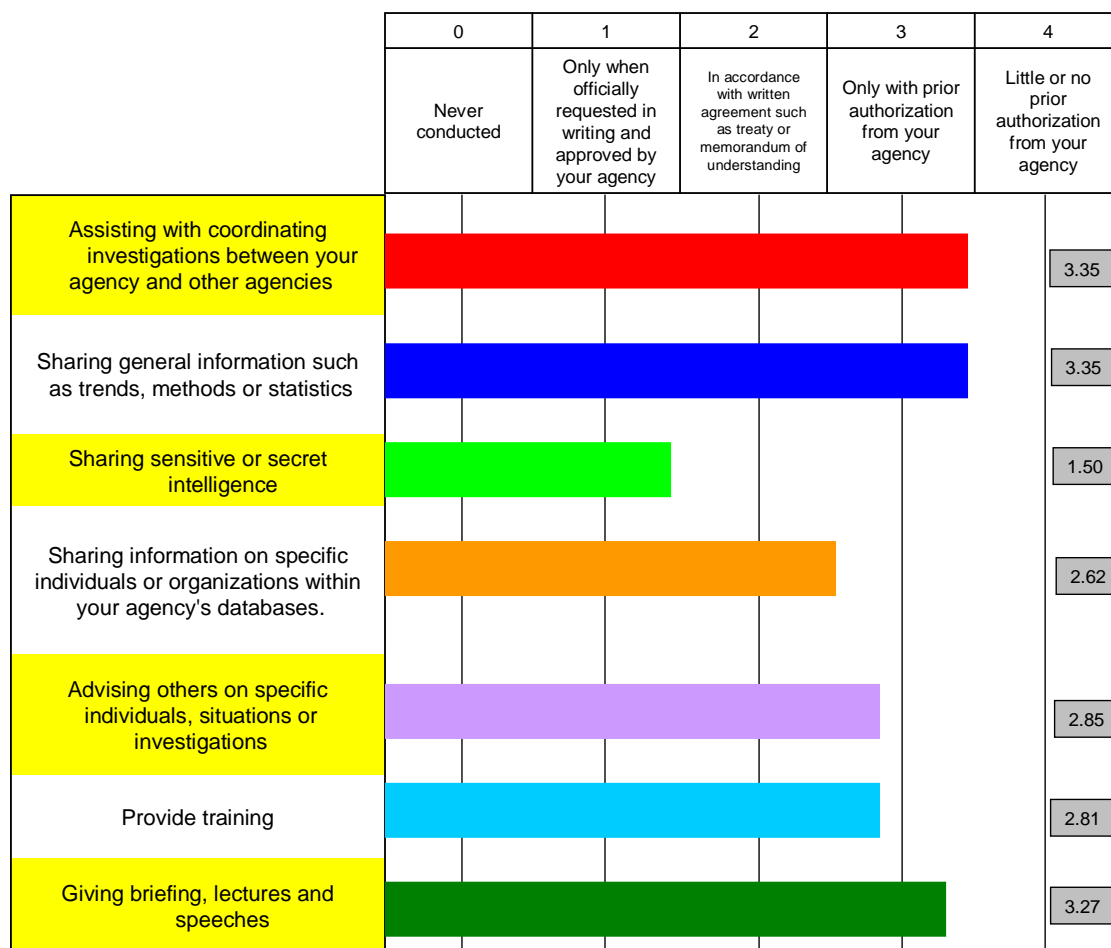 0
1
2
3
4
Never
conducted
Only when
officially
requested in
writing and
approved by
your agency
In accordance
with written
agreement such
as treaty or
memorandum of
understanding
Only with prior
authorization
from your
agency
Little or no
prior
authorization
from your
agency
Assisting with coordinating
investigations between your
agency and other agencies
3.35
Sharing general information such
as trends, methods or statistics
3.35
Sharing sensitive or secret
intelligence
1.50
Sharing information on specific
individuals or organizations within
your agency's databases.
2.62
Advising others on specific
individuals, situations or
investigations
2.85
Provide training
2.81
Giving briefing, lectures and
speeches
3.27